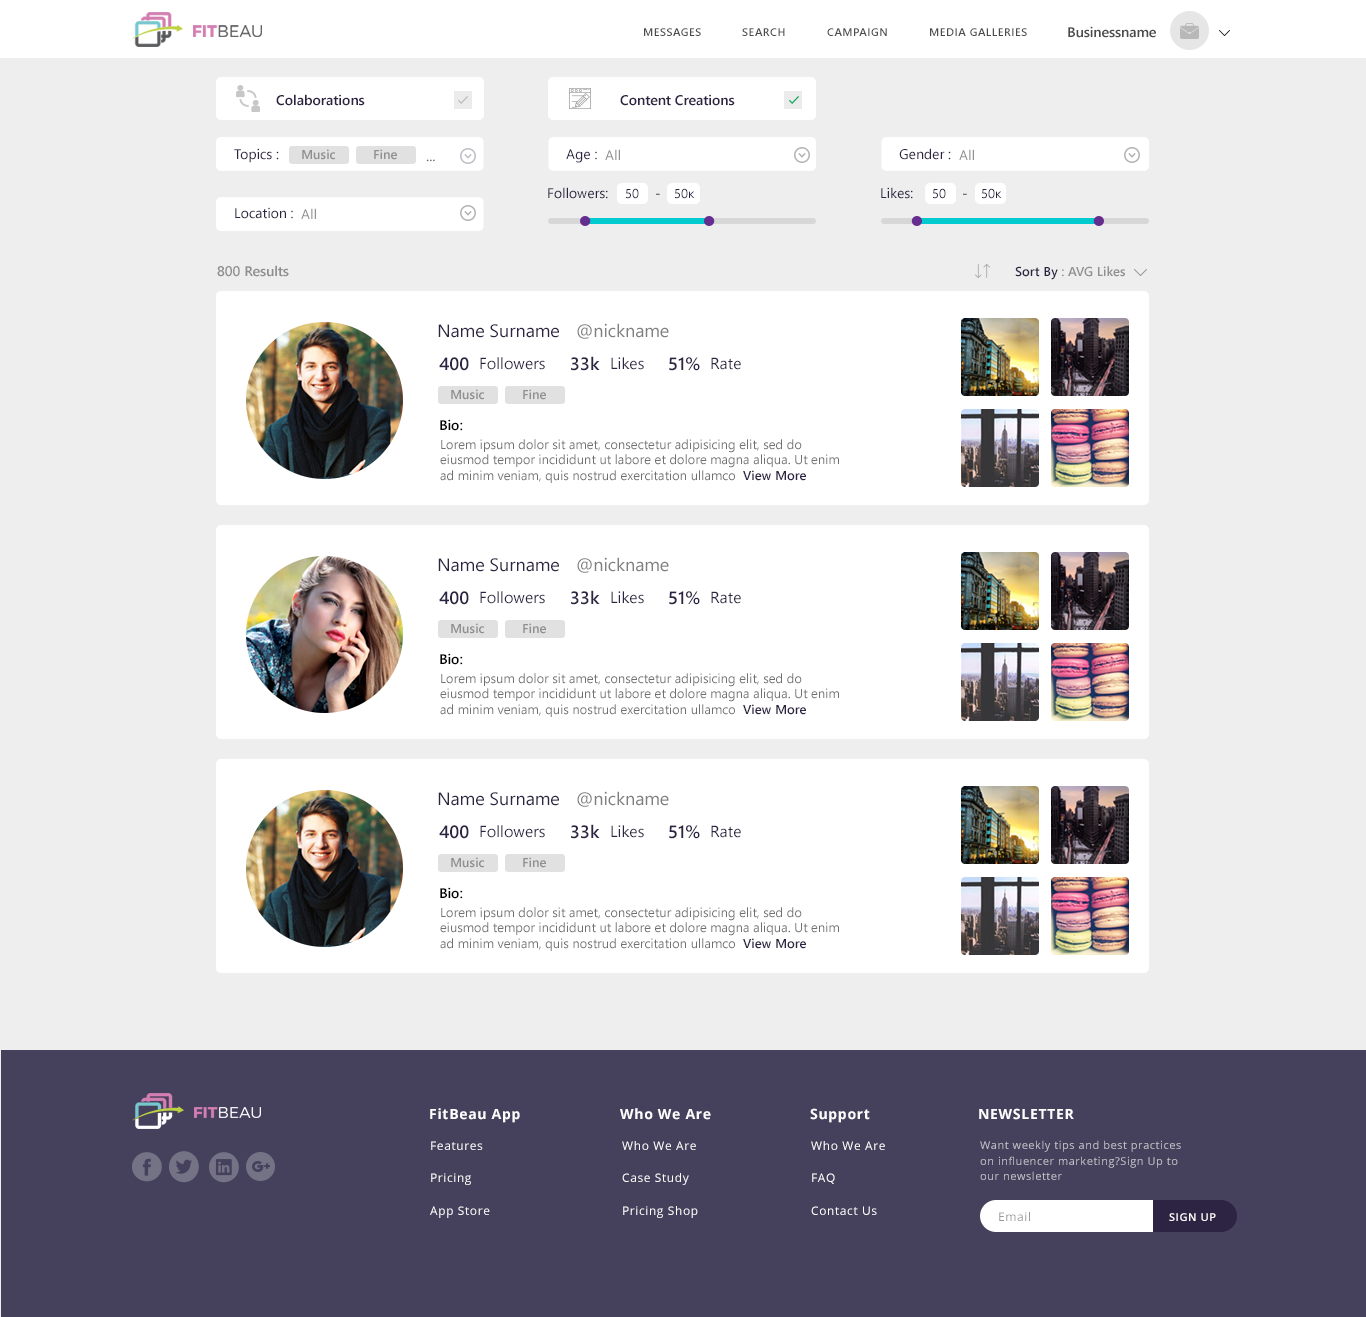 FITBEAU
MESSAGES SEARCH CAMPAIGN MEDIA GALLERIES Businessname
Colaborations
Content Creations
Topics : Music Fine ...
Age : All
Gender : All
Followers: 50 - 50K
Likes: 50 - 50K
Location : All
800 Results
Sort By : AVG Likes
Name Surname @nickname
400 Followers 33k Likes 51% Rate
Music Fine
Bio:
Lorem ipsum dolor sit amet, consectetur adipisicing elit, sed do
eiusmod tempor incididunt ut labore et dolore magna aliqua. Ut enim
ad minim veniam, quis nostrud exercitation ullamco View More
Name Surname @nickname
400 Followers 33k Likes 51% Rate
Music Fine
Bio:
Lorem ipsum dolor sit amet, consectetur adipisicing elit, sed do
eiusmod tempor incididunt ut labore et dolore magna aliqua. Ut enim
ad minim veniam, quis nostrud exercitation ullamco View More
Name Surname @nickname
400 Followers 33k Likes 51% Rate
Music Fine
Bio:
Lorem ipsum dolor sit amet, consectetur adipisicing elit, sed do
eiusmod tempor incididunt ut labore et dolore magna aliqua. Ut enim
ad minim veniam, quis nostrud exercitation ullamco View More
FITBEAU
FitBeau App
Features
Pricing
App Store
Who We Are
Who We Are
Case Study
Pricing Shop
Support
Who We Are
FAQ
Contact Us
NEWSLETTER
Want weekly tips and best practices
on influencer marketing?Sign Up to
our newsletter
Email SIGN UP